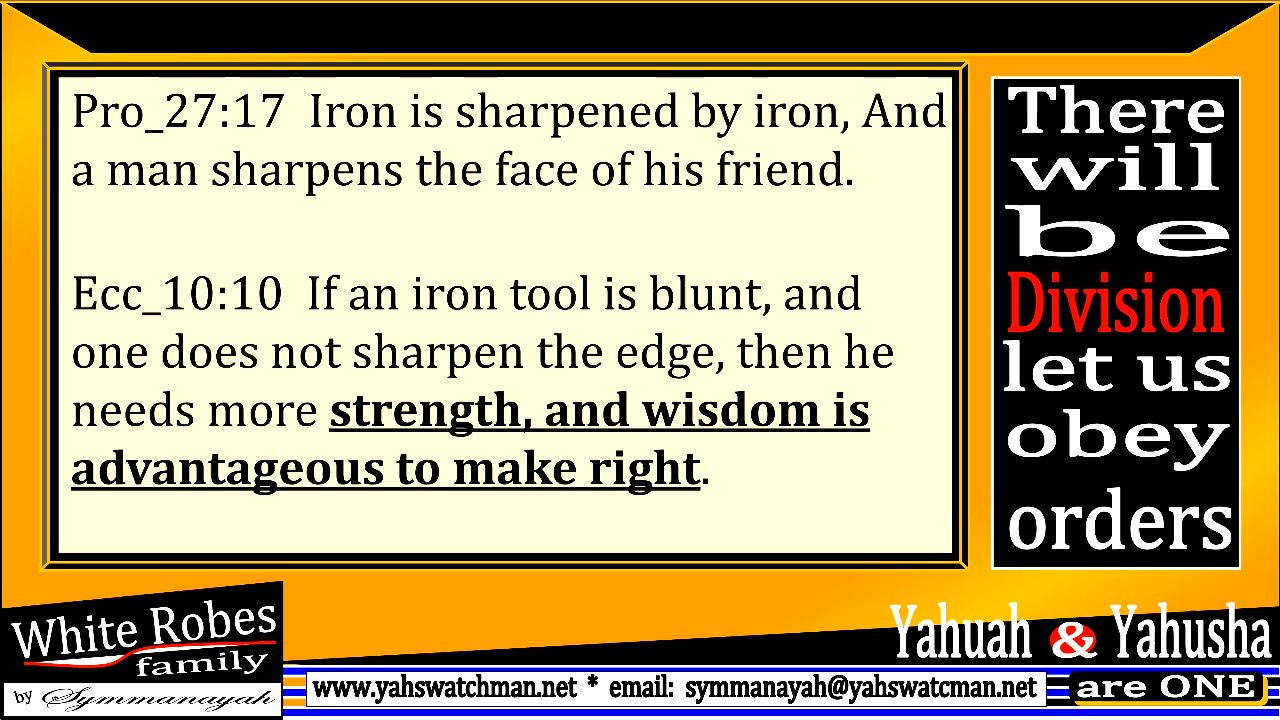 Pro_27:17  Iron is sharpened by iron, And
a man sharpens the face of his friend.
Ecc_10:10  If an iron tool is blunt, and
one does not sharpen the edge, then he
needs more strength, and wisdom is
advantageous to make right.
There
will
be
Division
let us
obey
orders
White Robes
family
by Symmanayah
Yahuah & Yahusha
are ONE
www.yahswatchman.net * email: symmanayah@yahswatcman.net